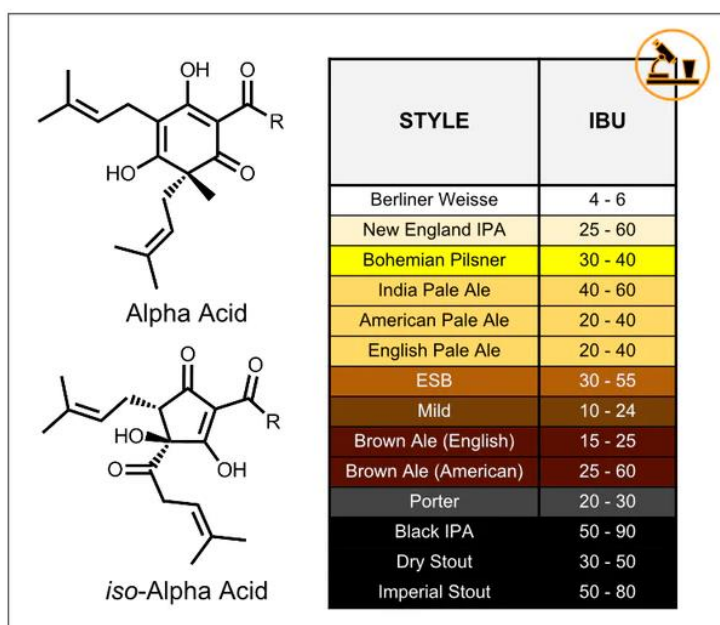 OH
O
R
HO
O
Alpha Acid
O
O
R
HO
O
OH
iso-Alpha Acid
STYLE IBU
Berliner Weisse 4 - 6
New England IPA 25 - 60
Bohemian Pilsner 30 - 40
India Pale Ale 40 - 60
American Pale Ale 20 - 40
English Pale Ale 20 - 40
ESB 30 - 55
Mild 10 - 24
Brown Ale (English) 15 - 25
Brown Ale (American) 25 - 60
Porter 20 - 30
Black IPA 50 - 90
Dry Stout 30 - 50
Imperial Stout 50 - 80